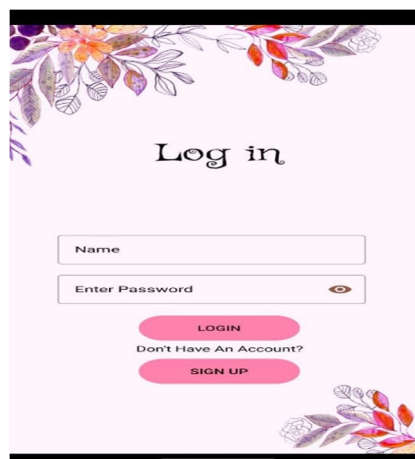 Log in
Name
Enter Password
LOGIN
Don't Have An Account?
SIGN UP